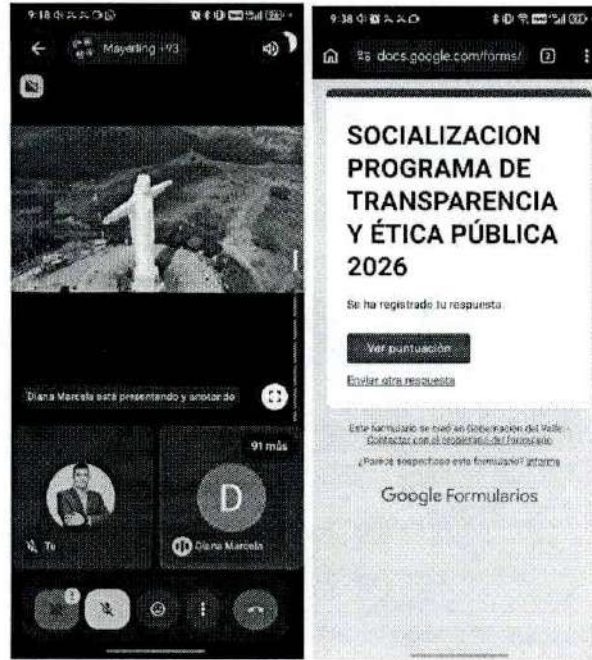 9:18
Mayerling +93
Diana Marcela está presentando y anotando
91 más
Tú
D
Diana Marcela
9:38
docs.google.com/forms/
2
SOCIALIZACION
PROGRAMA DE
TRANSPARENCIA
Y ÉTICA PÚBLICA
2026
Se ha registrado tu respuesta
Ver puntuación
Enviar otra respuesta
Este formulario se creó en Gobernación del Valle.
Contactar con el propietario del formulario
¿Parece sospechoso este formulario? Informe
Google Formularios